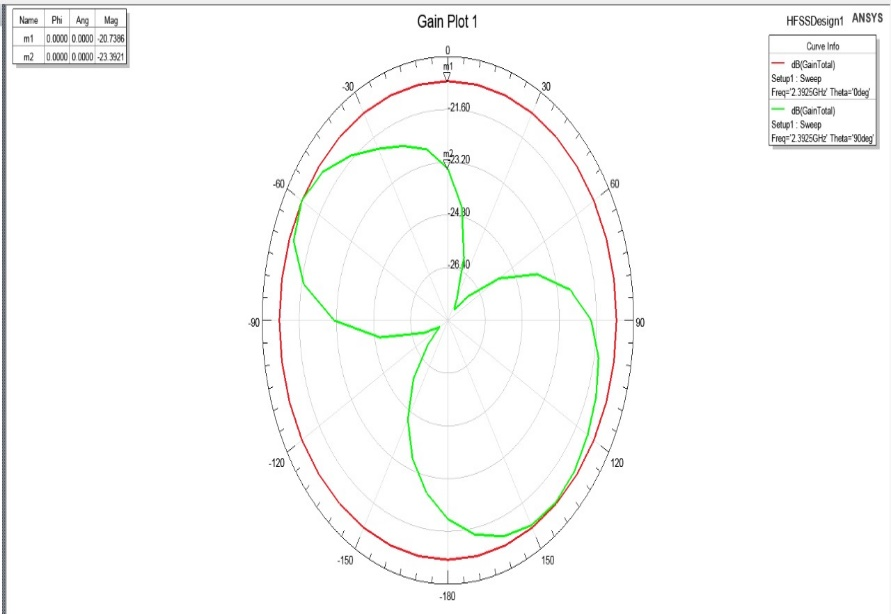 Gain Plot 1
HFSSDesign1 ANSYS
Name Phi Ang Mag
m1 0.0000 0.0000 -20.7386
m2 0.0000 0.0000 -23.3921
Curve Info
dB(GainTotal)
Setup1 : Sweep
Freq='2.3925GHz' Theta='0deg'
dB(GainTotal)
Setup1 : Sweep
Freq='2.3925GHz' Theta='90deg'
0
m1
-30
30
-21.60
m2
-23.20
-60
60
-24.80
-26.40
-90
90
-120
120
-150
150
-180